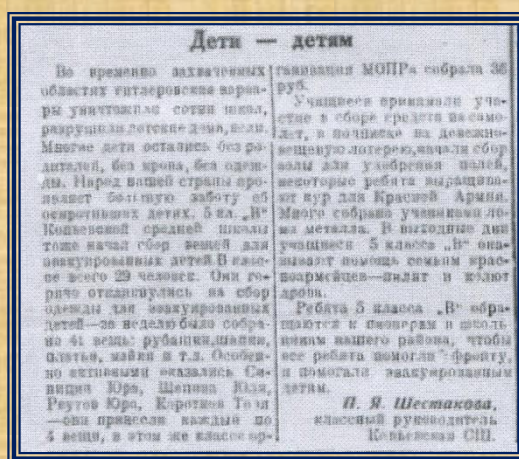 Дети — детям
Во временно захваченных
областях гитлеровские варва-
ры уничтожили сотни школ,
разрушили детские дома, ясли.
Многие дети остались без ро-
дителей, без крова, без одеж-
ды. Народ нашей страны про-
являет большую заботу об
осиротевших детях. 5 кл. „В"
Копьевской средней школы
тоже начал сбор вещей для
эвакуированных детей. В клас-
се всего 29 человек. Они го-
рячо откликнулись на сбор
одежды для эвакуированных
детей—за неделю было собра-
но 41 вещь: рубашки, шапки,
платье, майки и т.д. Особен-
но активными оказались Си-
ницин Юра, Шепина Юля,
Реутов Юра, Коротков Толя
—они принесли каждый по
4 вещи, в этом же классе ор-
ганизация МОПРа собрала 36
руб.
Учащиеся принимали уча-
стие в сборе средств на само-
лет, в подписке на денежно-
вещевую лотерею, начали сбор
золы для удобрения полей,
некоторые ребята выращива-
ют кур для Красной Армии.
Много собрано учениками ло-
ма металла. В выходные дни
учащиеся 5 класса „В" ока-
зывают помощь семьям крас-
ноармейцев—пилят и колют
дрова.
Ребята 5 класса „В" обра-
щаются к пионерам и школь-
никам нашего района, чтобы
все ребята помогли фронту,
и помогали эвакуированным
детям.
П. Я. Шестакова,
классный руководитель
Копьевской СШ.